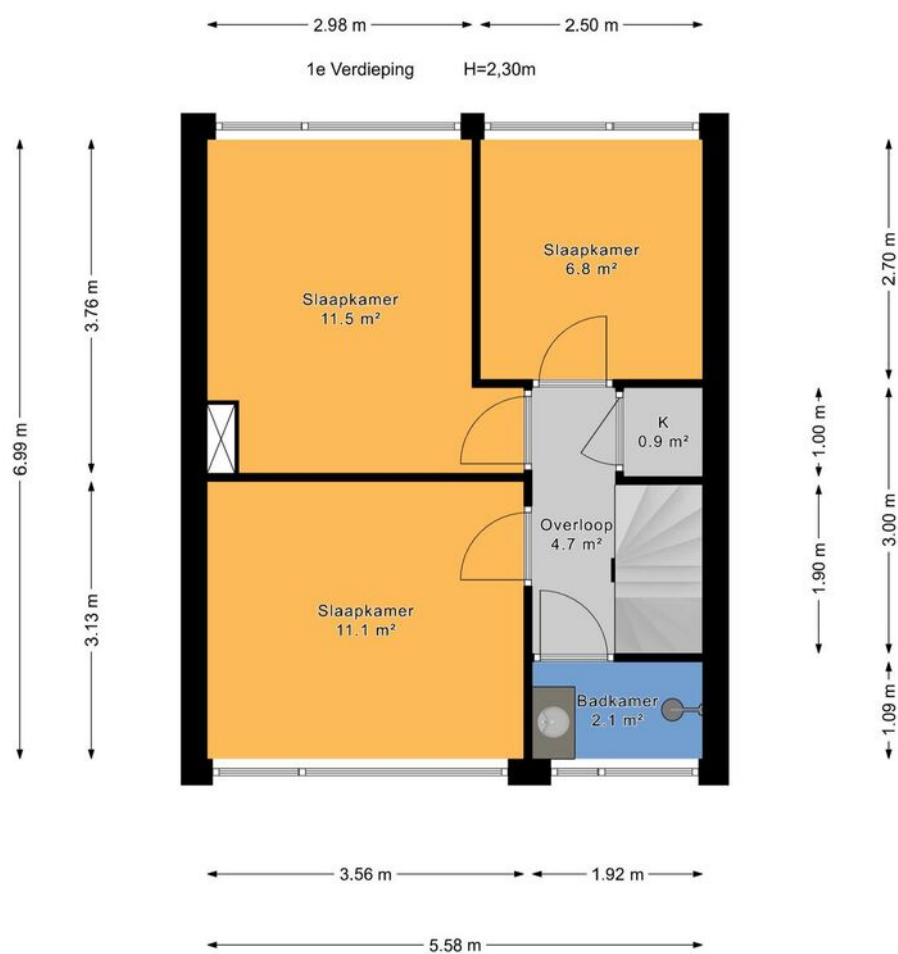 2.98 m
2.50 m
1e Verdieping H=2,30m
Slaapkamer
6.8 m²
2.70 m
3.76 m
Slaapkamer
11.5 m²
6.99 m
K
0.9 m²
1.00 m
3.00 m
Overloop
4.7 m²
1.90 m
Slaapkamer
11.1 m²
3.13 m
Badkamer
2.1 m²
1.09 m
3.56 m
1.92 m
5.58 m